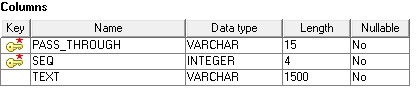 Columns
Key Name Data type Length Nullable
PASS_THROUGH VARCHAR 15 No
SEQ INTEGER 4 No
TEXT VARCHAR 1500 No